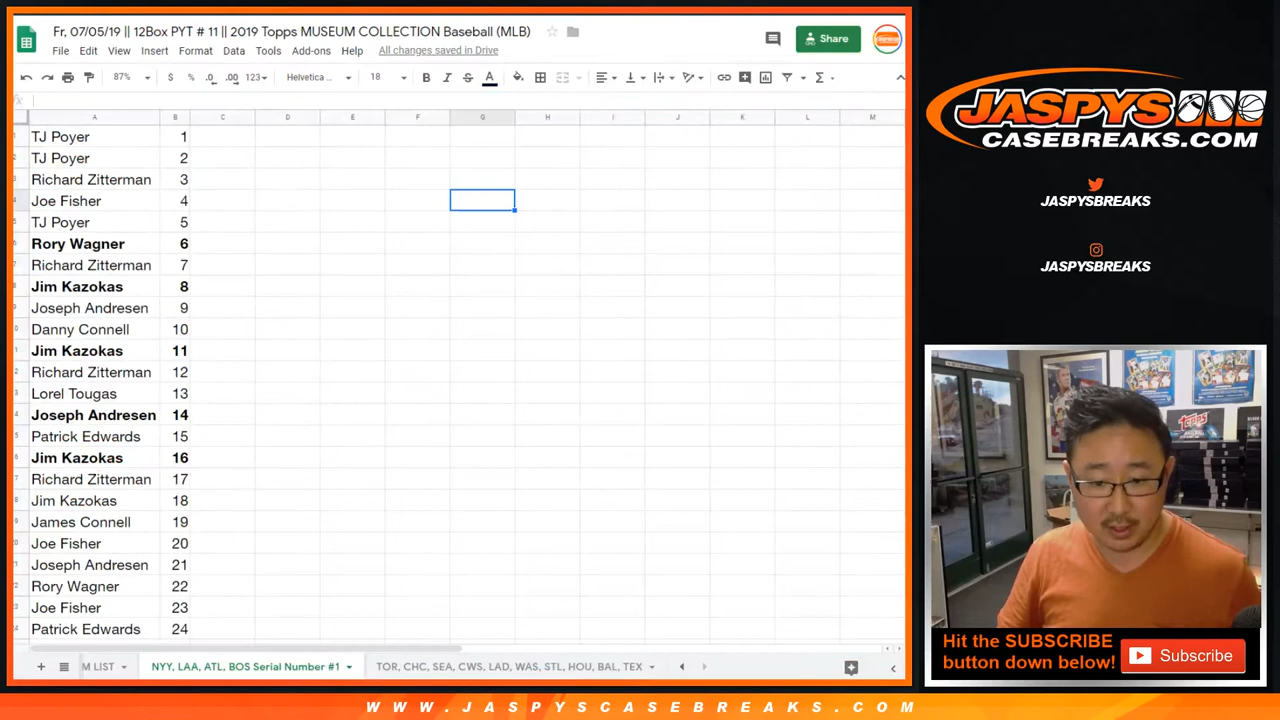 Fr, 07/05/19 || 12Box PYT # 11 || 2019 Topps MUSEUM COLLECTION Baseball (MLB)
File Edit View Insert Format Data Tools Add-ons Help All changes saved in Drive
Share
87% $ % .0 .00 123 Helvetica ... 18 B I S A
fx
A B C D E F G H I J K L M
TJ Poyer 1
TJ Poyer 2
Richard Zitterman 3
Joe Fisher 4
TJ Poyer 5
Rory Wagner 6
Richard Zitterman 7
Jim Kazokas 8
Joseph Andresen 9
Danny Connell 10
Jim Kazokas 11
Richard Zitterman 12
Lorel Tougas 13
Joseph Andresen 14
Patrick Edwards 15
Jim Kazokas 16
Richard Zitterman 17
Jim Kazokas 18
James Connell 19
Joe Fisher 20
Joseph Andresen 21
Rory Wagner 22
Joe Fisher 23
Patrick Edwards 24
M LIST NYY, LAA, ATL, BOS Serial Number #1 TOR, CHC, SEA, CWS, LAD, WAS, STL, HOU, BAL, TEX
JASPYS
CASEBREAKS.COM
JASPYSBREAKS
JASPYSBREAKS
topps
Hit the SUBSCRIBE
button down below!
Subscribe
WWW.JASPYSCASEBREAKS.COM